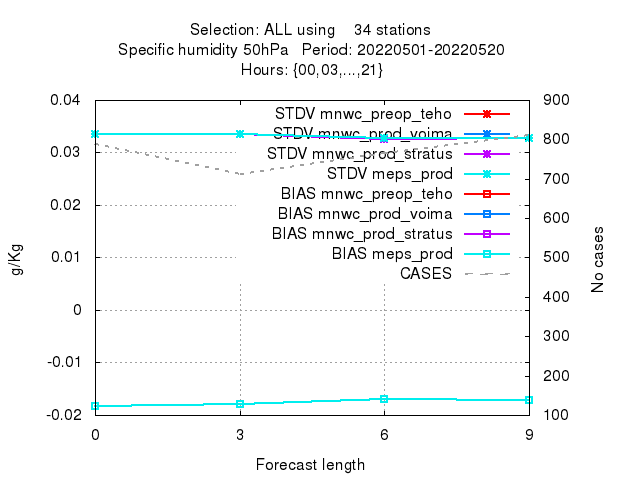 Selection: ALL using 34 stations
Specific humidity 50hPa Period: 20220501-20220520
Hours: {00,03,...,21}
0.04
0.03
0.02
0.01
0
-0.01
-0.02
g/Kg
900
800
700
600
500
400
300
200
100
No cases
STDV mnwc_preop_teho
STDV mnwc_prod_voima
STDV mnwc_prod_stratus
STDV meps_prod
BIAS mnwc_preop_teho
BIAS mnwc_prod_voima
BIAS mnwc_prod_stratus
BIAS meps_prod
CASES
0 3 6 9
Forecast length